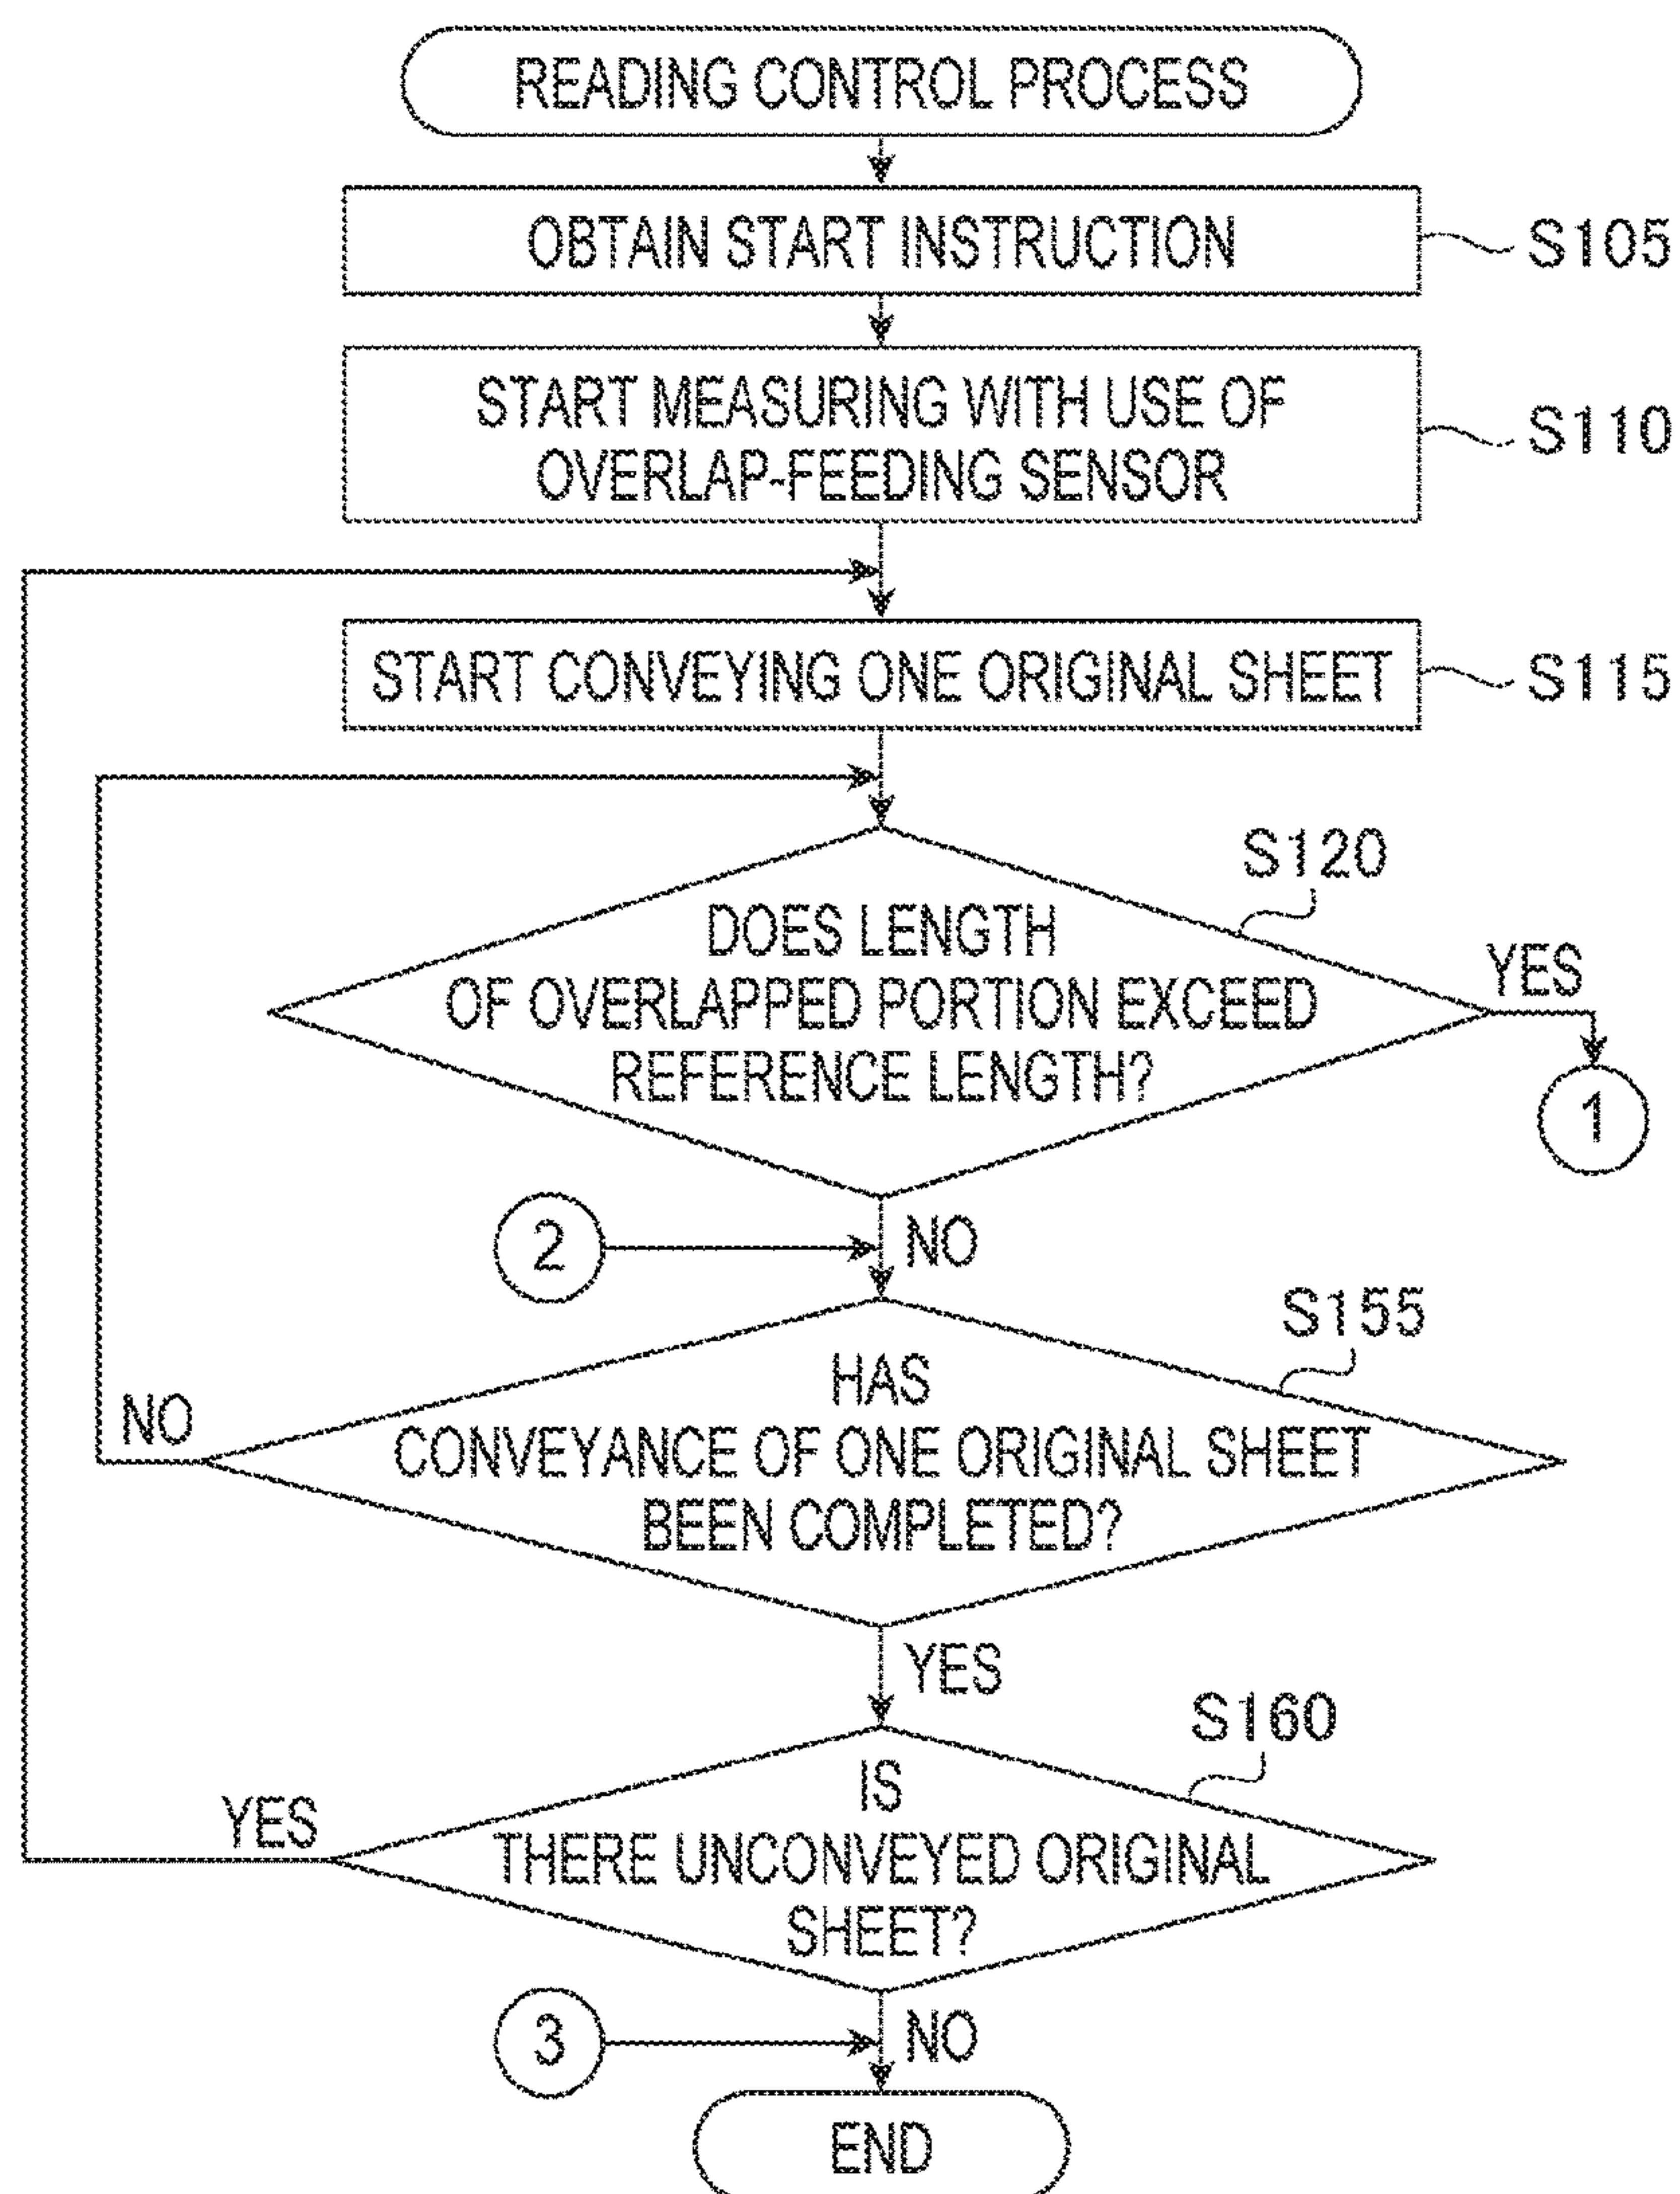 READING CONTROL PROCESS
OBTAIN START INSTRUCTION
S105
START MEASURING WITH USE OF
OVERLAP-FEEDING SENSOR
S110
START CONVEYING ONE ORIGINAL SHEET
S115
S120
DOES LENGTH
OF OVERLAPPED PORTION EXCEED
REFERENCE LENGTH?
YES
1
2
NO
S155
HAS
CONVEYANCE OF ONE ORIGINAL SHEET
BEEN COMPLETED?
NO
YES
S160
IS
THERE UNCONVEYED ORIGINAL
SHEET?
YES
3
NO
END